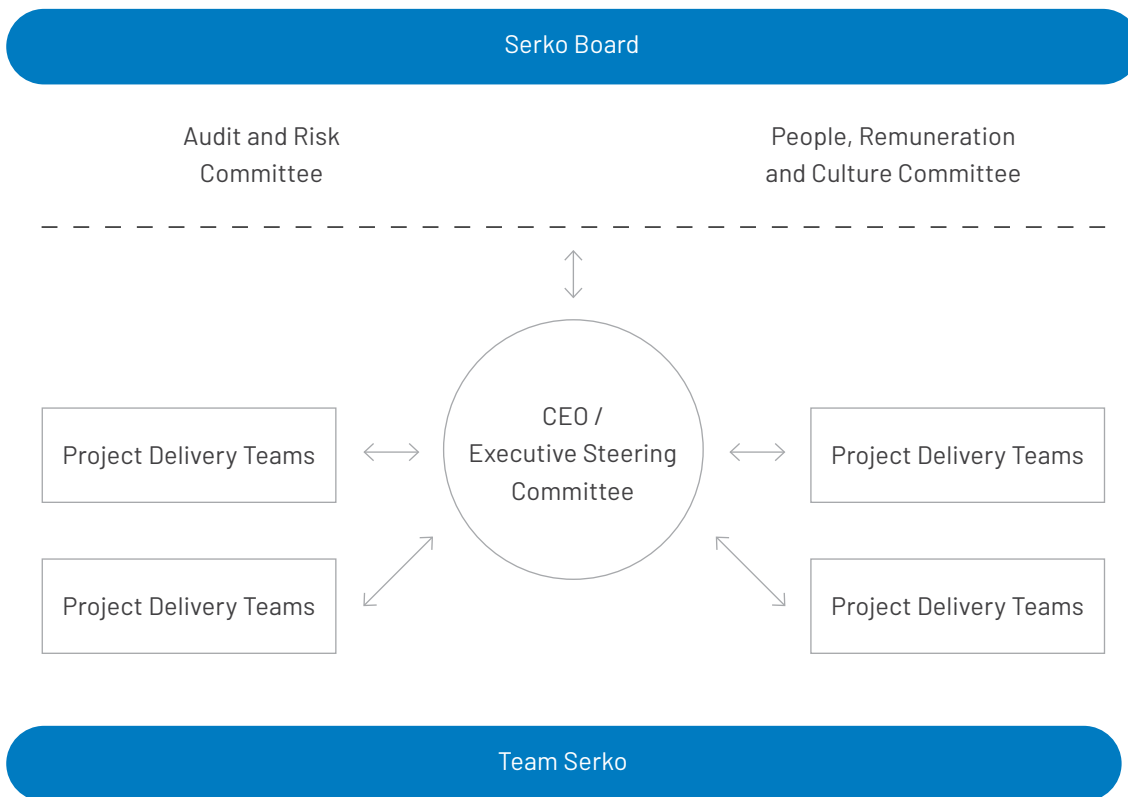 Serko Board
Audit and Risk
Committee
People, Remuneration
and Culture Committee
CEO /
Executive Steering
Committee
Project Delivery Teams
Project Delivery Teams
Project Delivery Teams
Project Delivery Teams
Team Serko